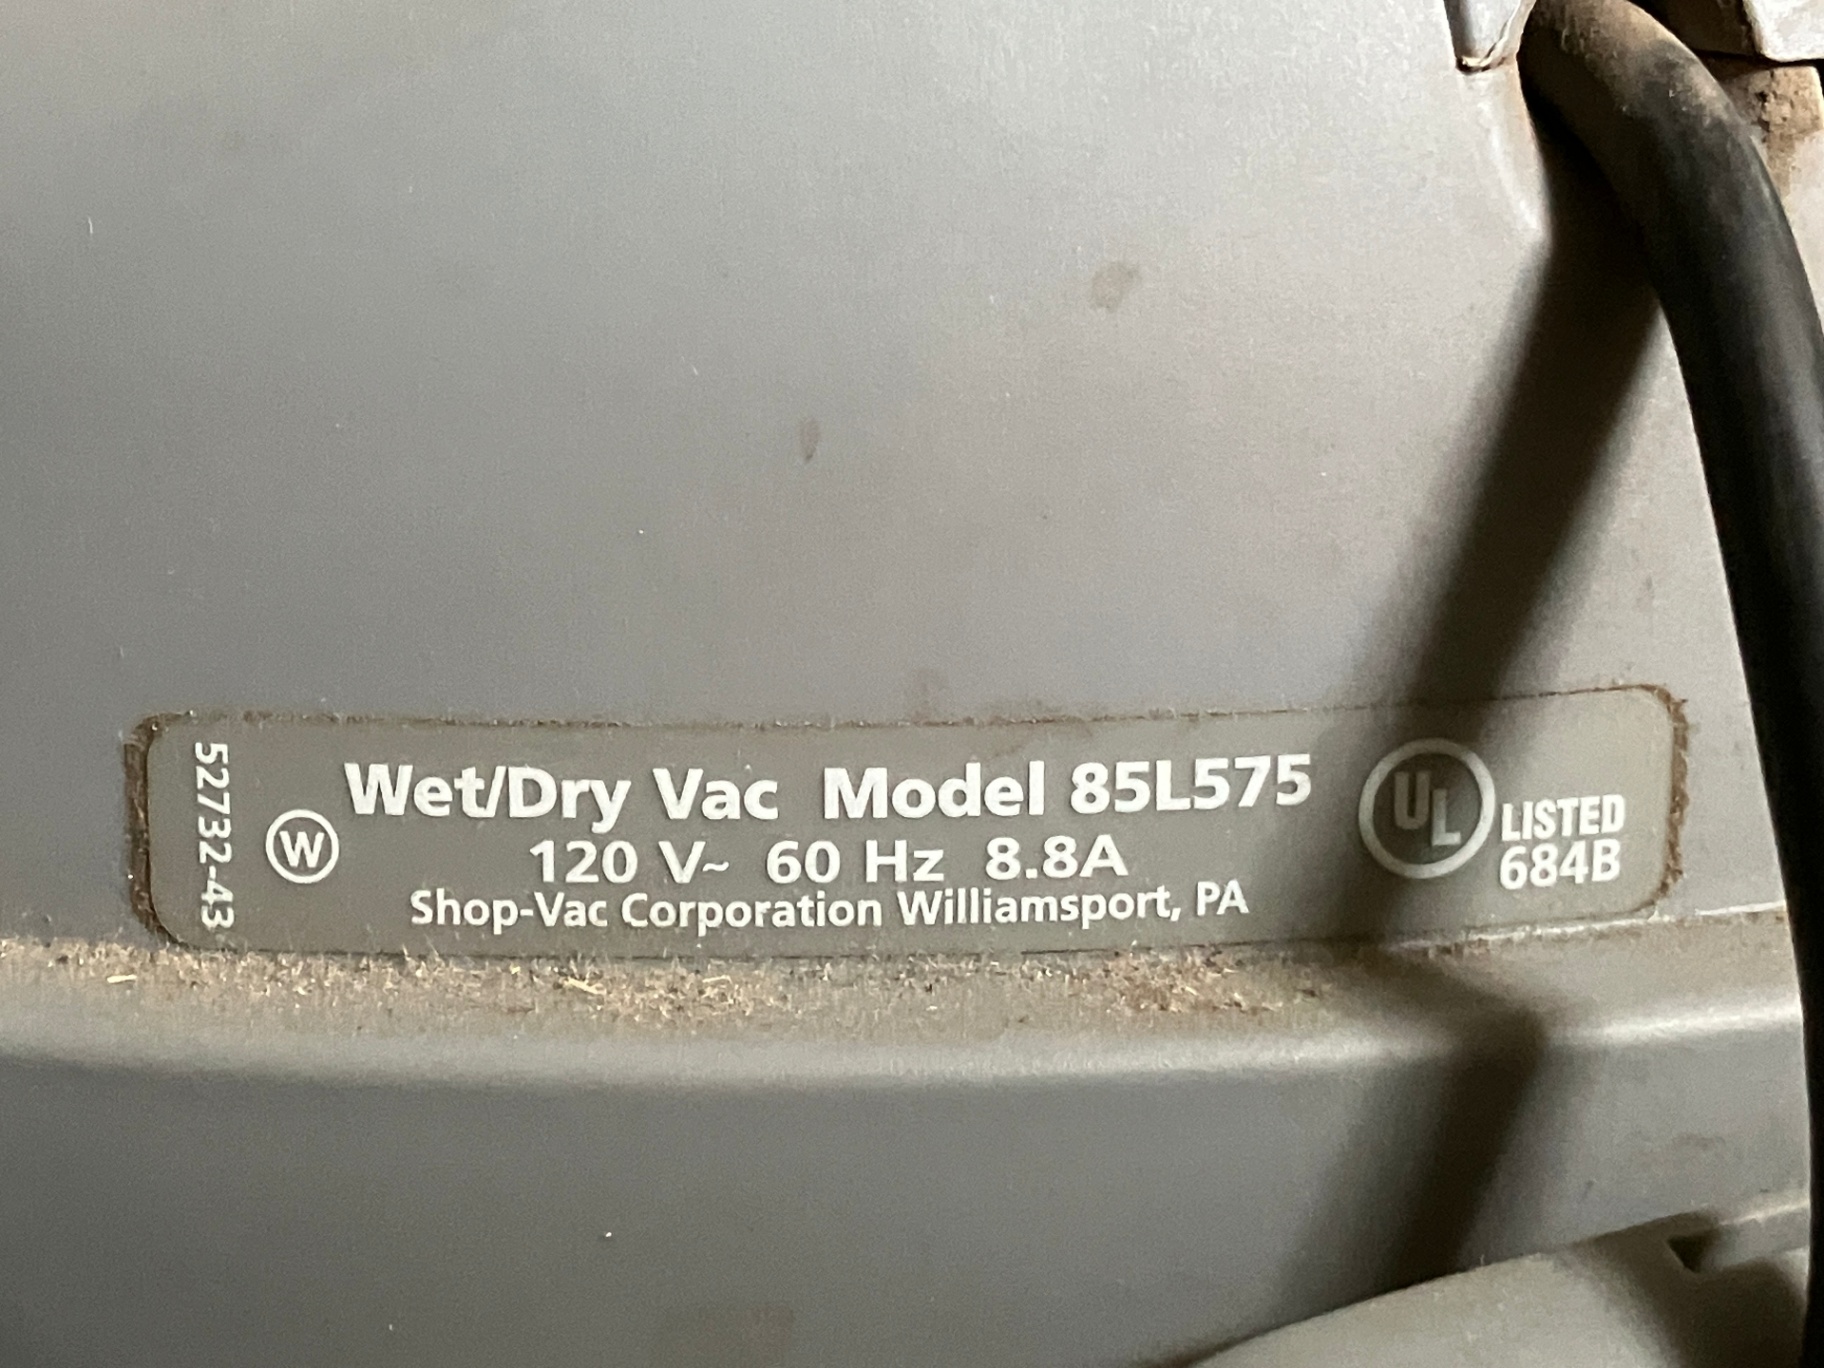 52732-43
W
Wet/Dry Vac Model 85L575
120 V~ 60 Hz 8.8A
Shop-Vac Corporation Williamsport, PA
UL
LISTED
684B